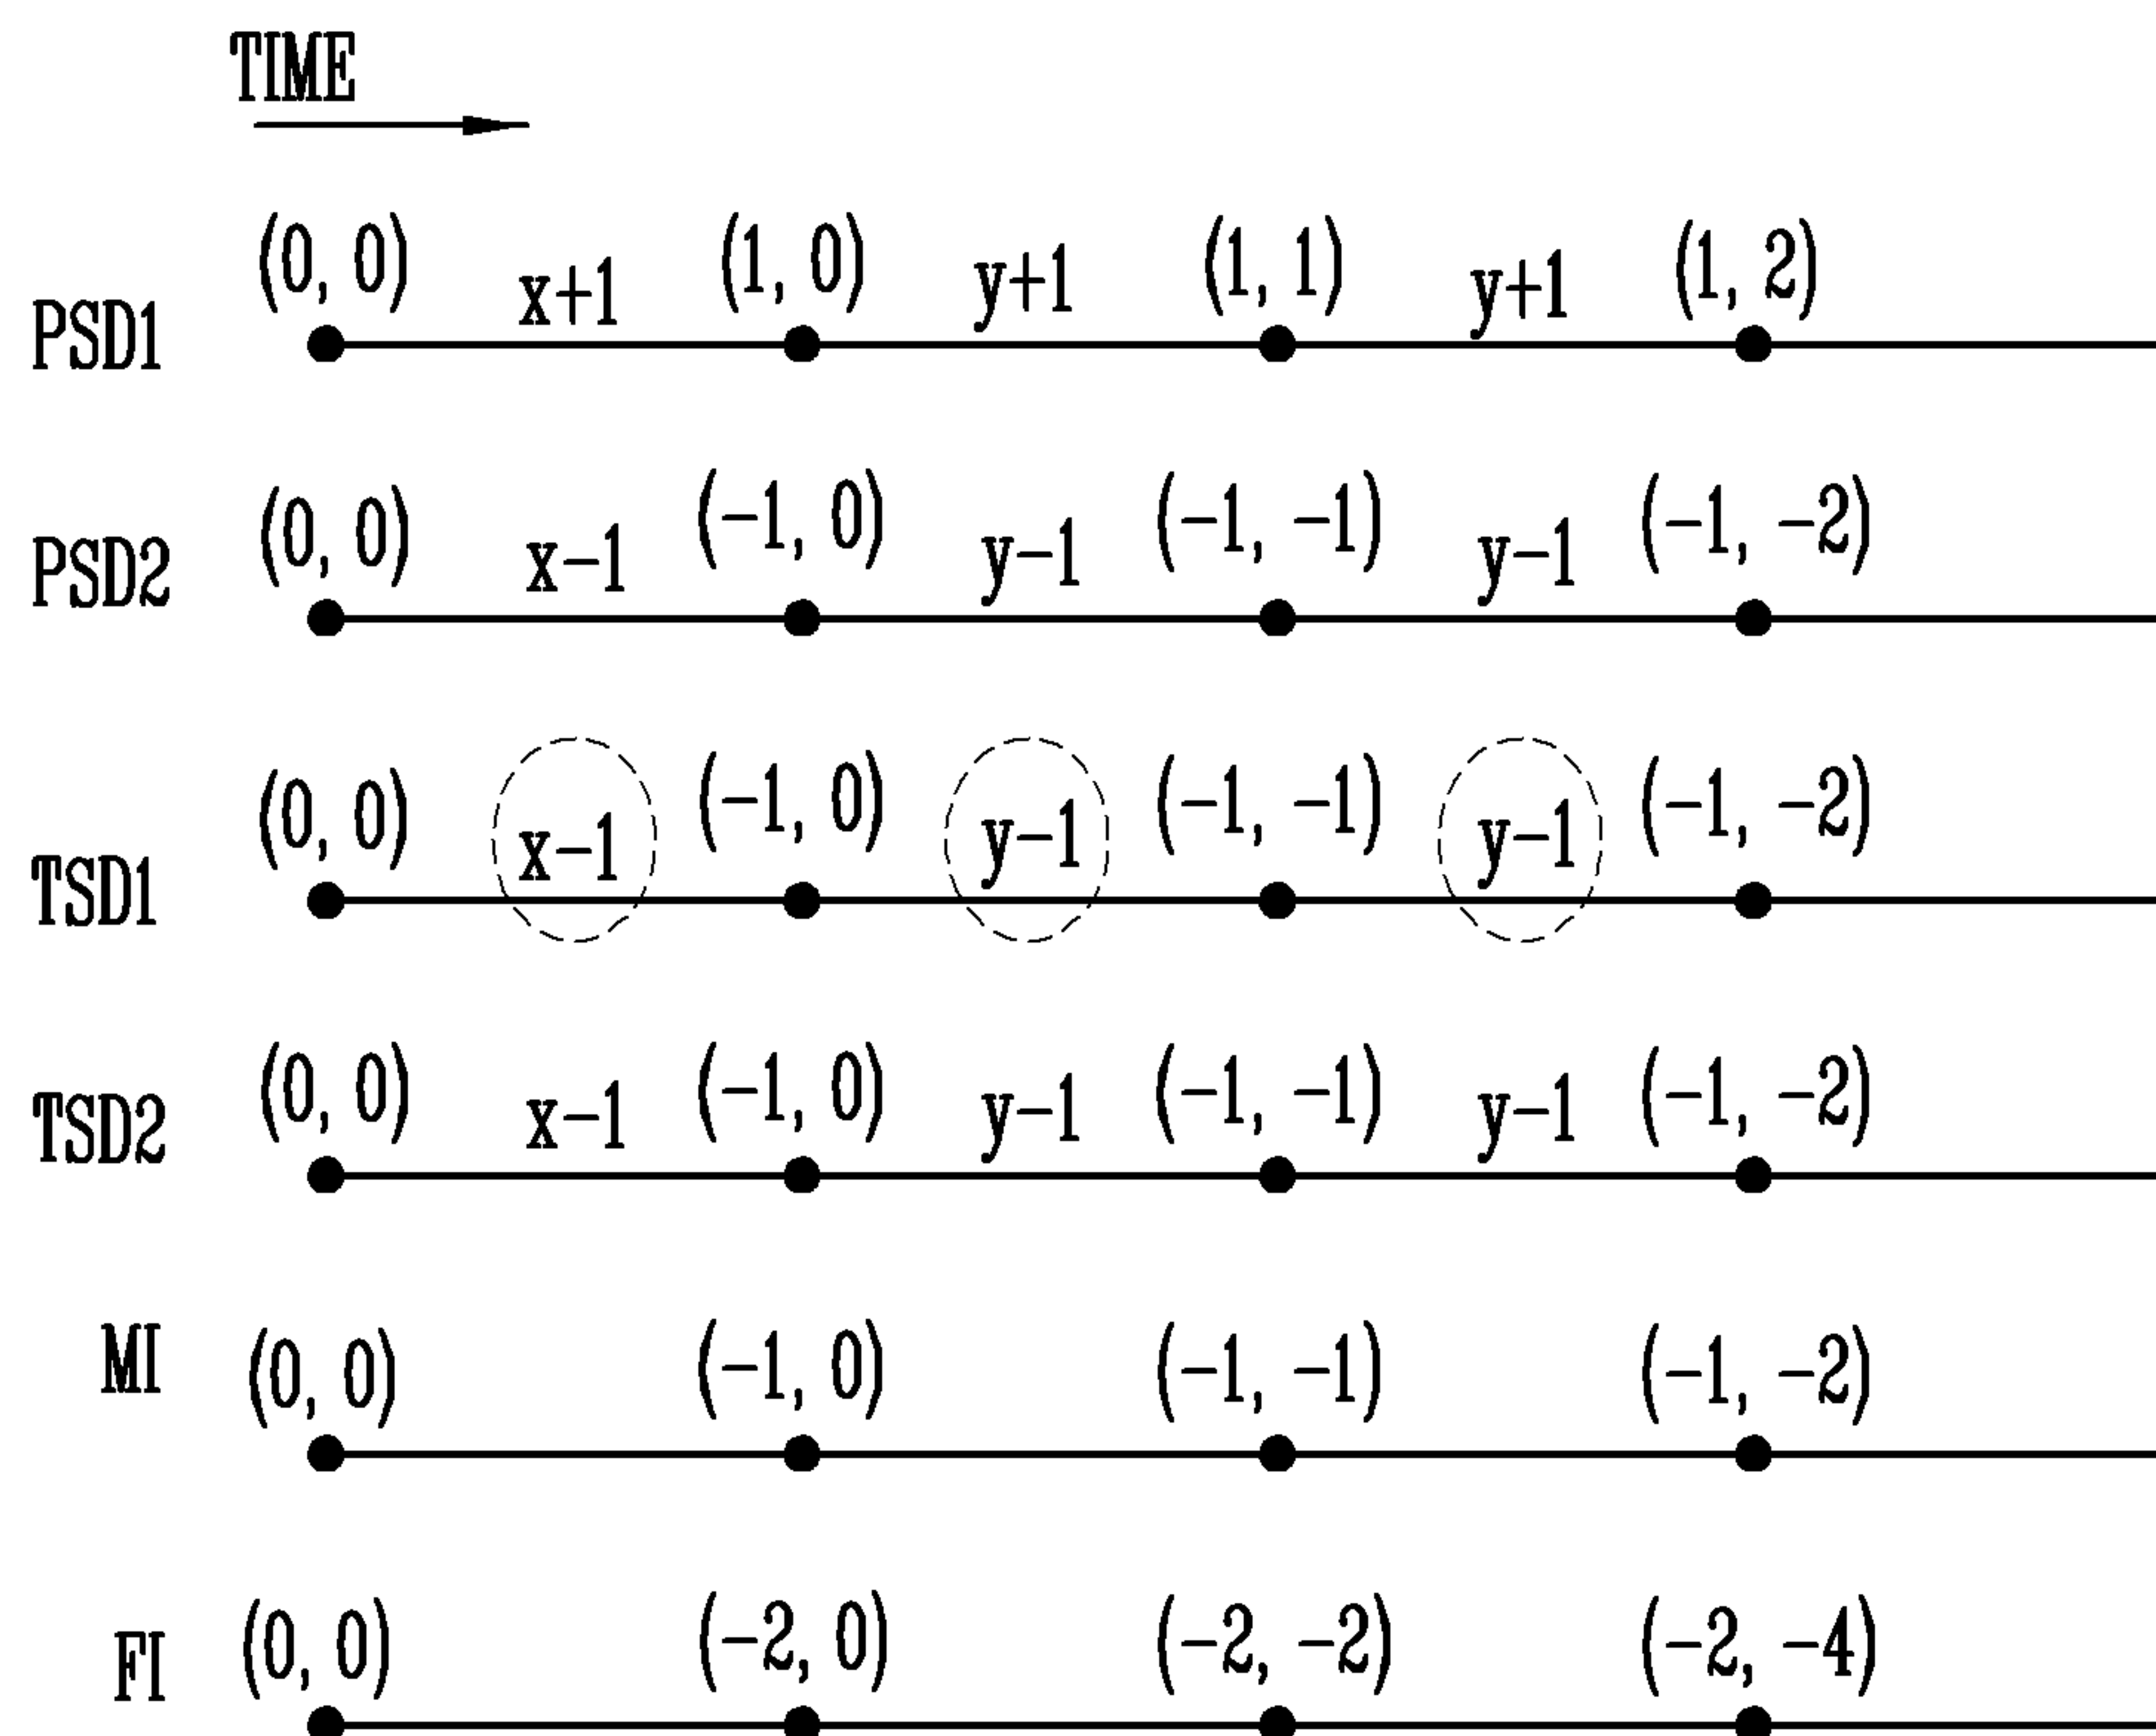 TIME
(0, 0) x+1 (1, 0) y+1 (1, 1) y+1 (1, 2)
PSD1
(0, 0) x-1 (-1, 0) y-1 (-1, -1) y-1 (-1, -2)
PSD2
(0, 0) x-1 (-1, 0) y-1 (-1, -1) y-1 (-1, -2)
TSD1
(0, 0) x-1 (-1, 0) y-1 (-1, -1) y-1 (-1, -2)
TSD2
MI (0, 0) (-1, 0) (-1, -1) (-1, -2)
FI (0, 0) (-2, 0) (-2, -2) (-2, -4)